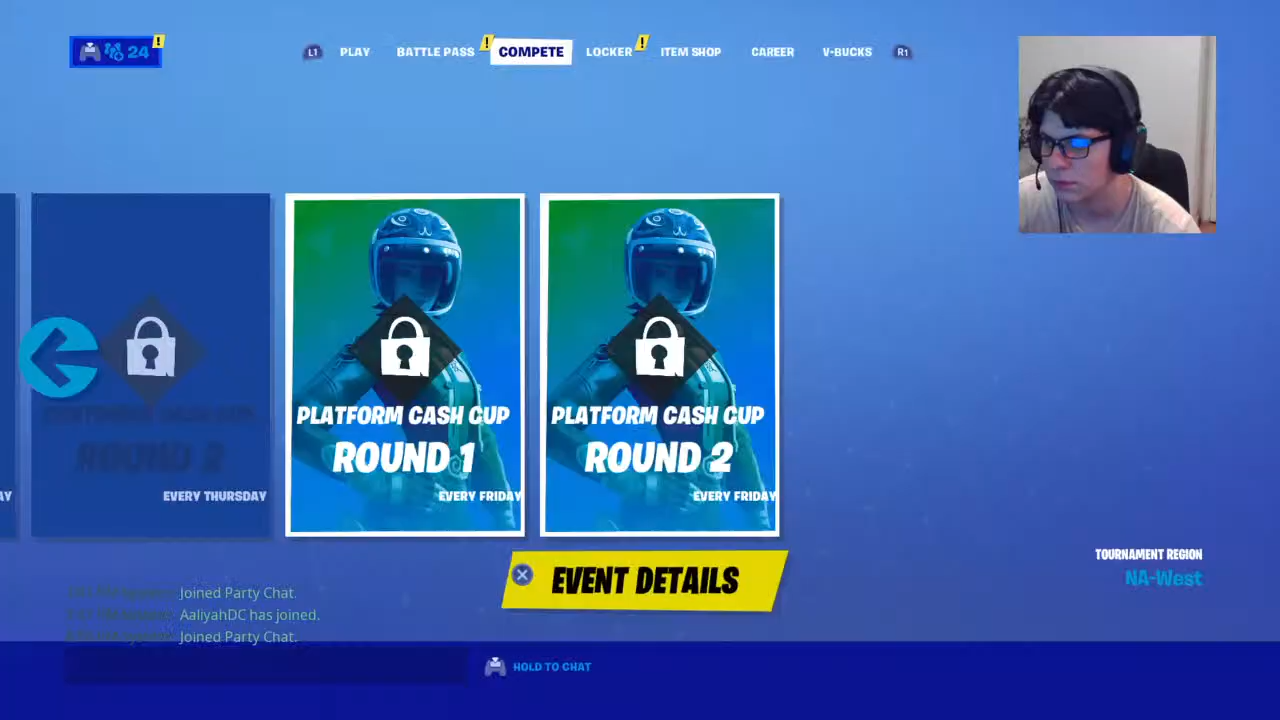 24
L1
PLAY
BATTLE PASS
COMPETE
LOCKER
ITEM SHOP
CAREER
V-BUCKS
R1
ROUND 2
EVERY THURSDAY
PLATFORM CASH CUP
ROUND 1
EVERY FRIDAY
PLATFORM CASH CUP
ROUND 2
EVERY FRIDAY
EVENT DETAILS
TOURNAMENT REGION
NA-West
Joined Party Chat.
AaliyahDC has joined.
Joined Party Chat.
HOLD TO CHAT